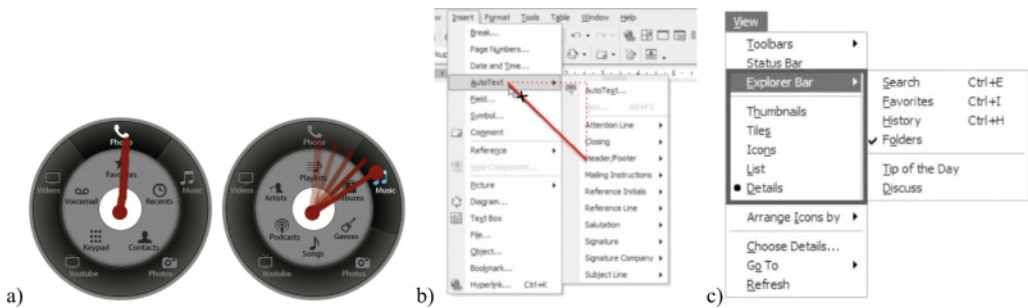 Phone
Favorites
Videos
Music
Voicemail
Recents
Keypad
Contacts
Youtube
Photos
Phone
Playlists
Videos
Music
Artists
Albums
Podcasts
Genres
Songs
Youtube
Photos
a)
Insert Format Tools Table Window Help
Break...
Page Numbers...
Date and Time...
AutoText
Field...
Symbol...
Comment
Reference
Web Component...
Picture
Diagram...
Text Box
File...
Object...
Bookmark...
Hyperlink... Ctrl+K
AutoText...
Alt+F3
Attention Line
Closing
Header/Footer
Mailing Instructions
Reference Initials
Reference Line
Salutation
Signature
Signature Company
Subject Line
b)
View
Toolbars
Status Bar
Explorer Bar
Thumbnails
Tiles
Icons
List
Details
Arrange Icons by
Choose Details...
Go To
Refresh
Search Ctrl+E
Favorites Ctrl+I
History Ctrl+H
Folders
Tip of the Day
Discuss
c)